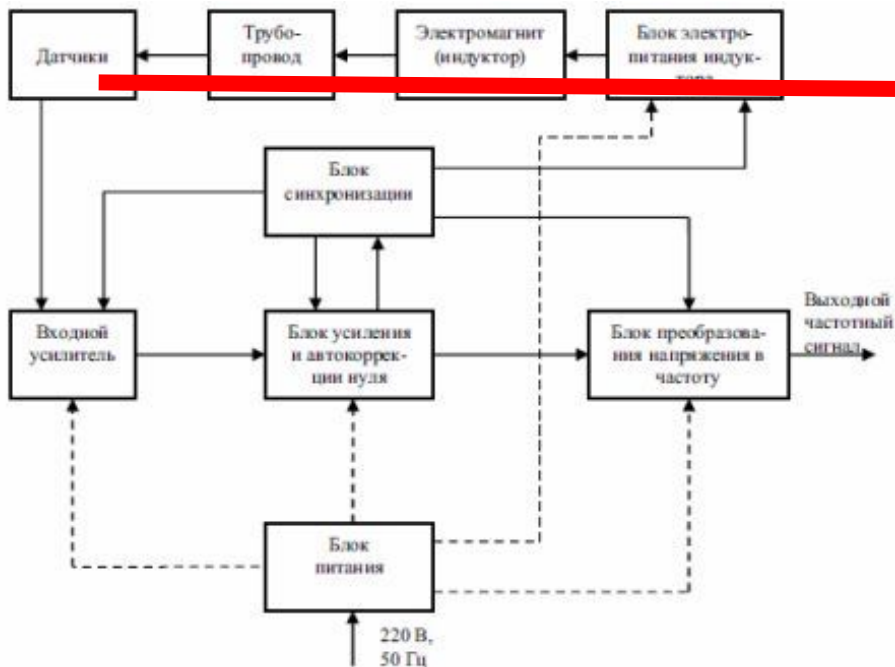 Датчики
Трубо-
провод
Электромагнит
(индуктор)
Блок электро-
питания индук-
Блок
синхронизации
Входной
усилитель
Блок усиления
и автокоррек-
ции нуля
Блок преобразова-
ния напряжения в
частоту
Выходной
частотный
сигнал
Блок
питания
220 В,
50 Гц